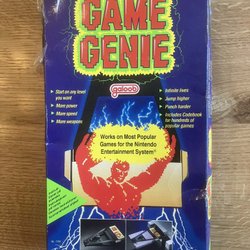 GAME
GENIE
galoob
▸ Start on any level
you want
▸ More power
▸ More speed
▸ More weapons
▸ Infinite lives
▸ Jump higher
▸ Punch harder
▸ Includes Codebook
for hundreds of
popular games
Works on Most Popular
Games for the Nintendo
Entertainment System